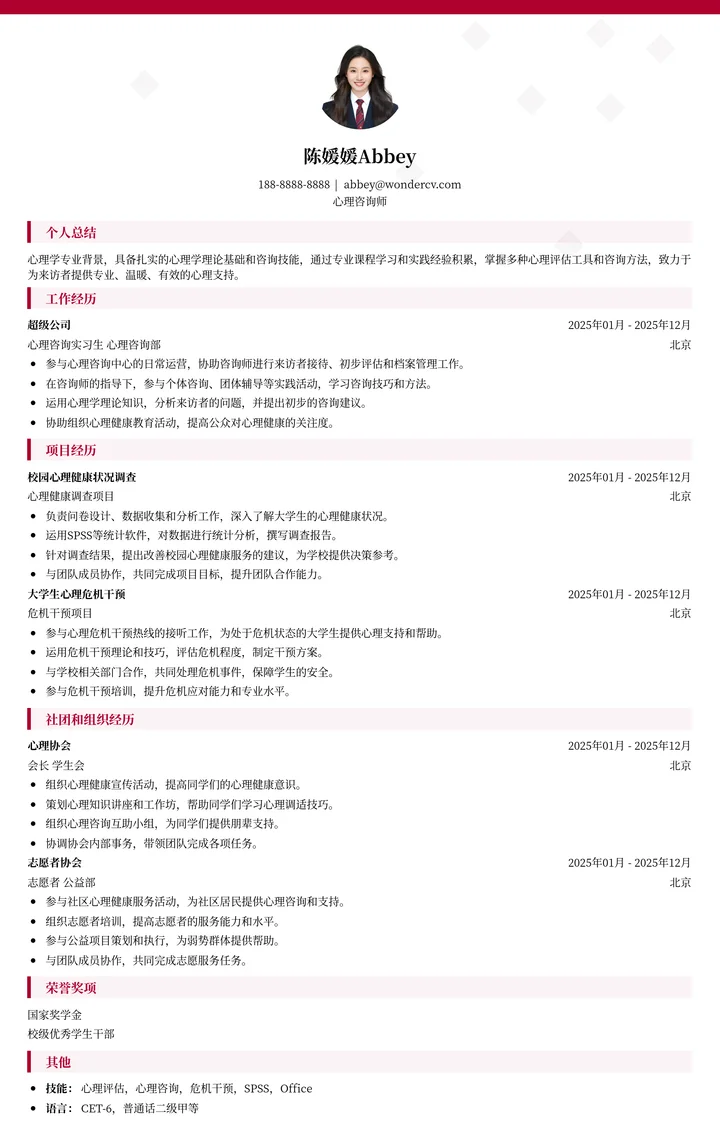 陈媛媛Abbey
188-8888-8888 | abbey@wondercv.com
心理咨询师
个人总结
心理学专业背景，具备扎实的心理学理论基础和咨询技能，通过专业课程学习和实践经验积累，掌握多种心理评估工具和咨询方法，致力于
为来访者提供专业、温暖、有效的心理支持。
工作经历
超级公司 2025年01月 - 2025年12月
心理咨询实习生 心理咨询部 北京
• 参与心理咨询中心的日常运营，协助咨询师进行来访者接待、初步评估和档案管理工作。
• 在咨询师的指导下，参与个体咨询、团体辅导等实践活动，学习咨询技巧和方法。
• 运用心理学理论知识，分析来访者的问题，并提出初步的咨询建议。
• 协助组织心理健康教育活动，提高公众对心理健康的关注度。
项目经历
校园心理健康状况调查 2025年01月 - 2025年12月
心理健康调查项目 北京
• 负责问卷设计、数据收集和分析工作，深入了解大学生的心理健康状况。
• 运用SPSS等统计软件，对数据进行统计分析，撰写调查报告。
• 针对调查结果，提出改善校园心理健康服务的建议，为学校提供决策参考。
• 与团队成员协作，共同完成项目目标，提升团队合作能力。
大学生心理危机干预 2025年01月 - 2025年12月
危机干预项目 北京
• 参与心理危机干预热线的接听工作，为处于危机状态的大学生提供心理支持和帮助。
• 运用危机干预理论和技巧，评估危机程度，制定干预方案。
• 与学校相关部门合作，共同处理危机事件，保障学生的安全。
• 参与危机干预培训，提升危机应对能力和专业水平。
社团和组织经历
心理协会 2025年01月 - 2025年12月
会长 学生会 北京
• 组织心理健康宣传活动，提高同学们的心理健康意识。
• 策划心理知识讲座和工作坊，帮助同学们学习心理调适技巧。
• 组织心理咨询互助小组，为同学们提供朋辈支持。
• 协调协会内部事务，带领团队完成各项任务。
志愿者协会 2025年01月 - 2025年12月
志愿者 公益部 北京
• 参与社区心理健康服务活动，为社区居民提供心理咨询和支持。
• 组织志愿者培训，提高志愿者的服务能力和水平。
• 参与公益项目策划和执行，为弱势群体提供帮助。
• 与团队成员协作，共同完成志愿服务任务。
荣誉奖项
国家奖学金
校级优秀学生干部
其他
• 技能： 心理评估，心理咨询，危机干预，SPSS，Office
• 语言： CET-6，普通话二级甲等